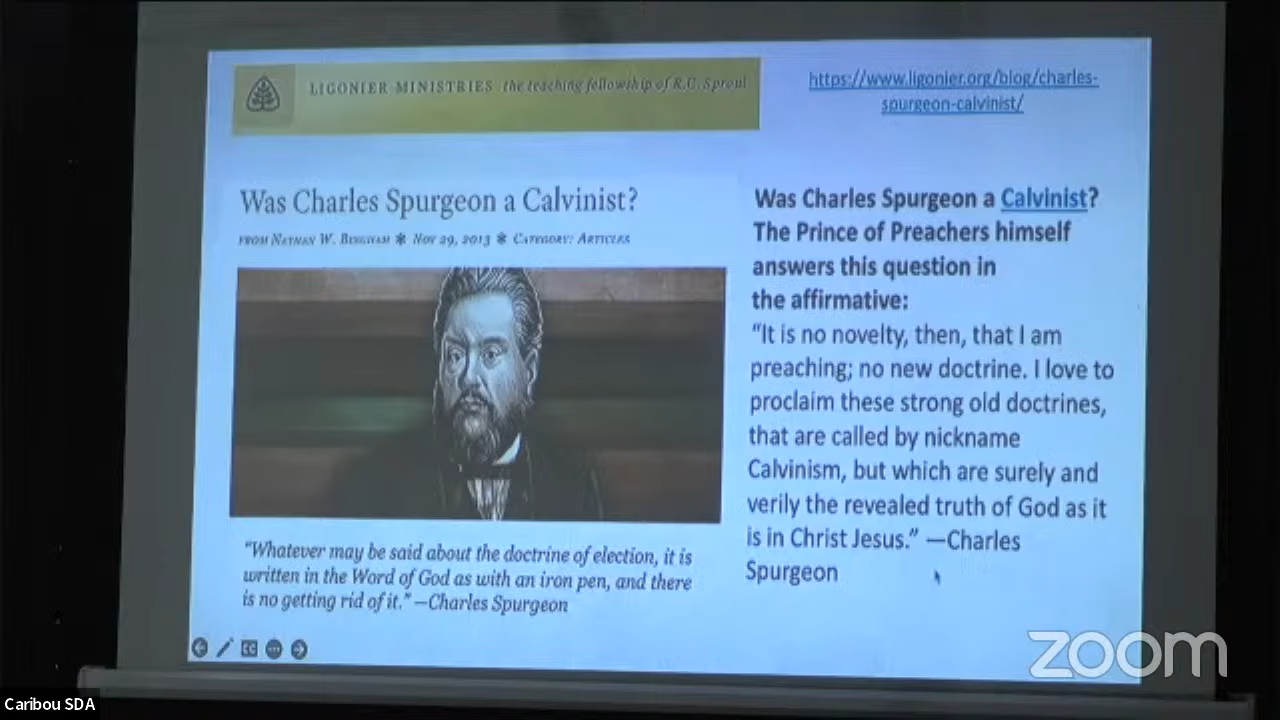 LIGONIER MINISTRIES the teaching fellowship of R.C. Sproul
https://www.ligonier.org/blog/charles-
spurgeon-calvinist/
Was Charles Spurgeon a Calvinist?
FROM NATHAN W. BINGHAM ✻ NOV 29, 2013 ✻ CATEGORY: ARTICLES
"Whatever may be said about the doctrine of election, it is
written in the Word of God as with an iron pen, and there
is no getting rid of it." —Charles Spurgeon
Was Charles Spurgeon a Calvinist?
The Prince of Preachers himself
answers this question in
the affirmative:
"It is no novelty, then, that I am
preaching; no new doctrine. I love to
proclaim these strong old doctrines,
that are called by nickname
Calvinism, but which are surely and
verily the revealed truth of God as it
is in Christ Jesus." —Charles
Spurgeon
zoom
Caribou SDA